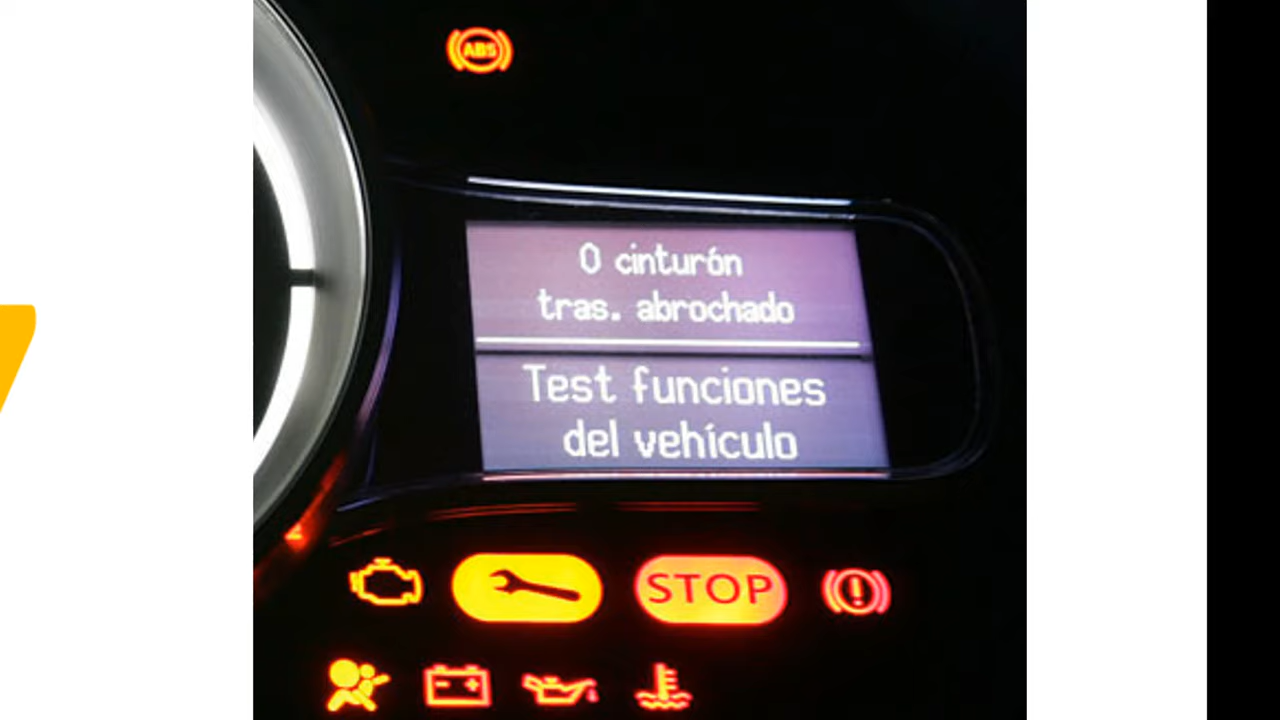 ABS
0 cinturón
tras. abrochado
Test funciones
del vehículo
STOP